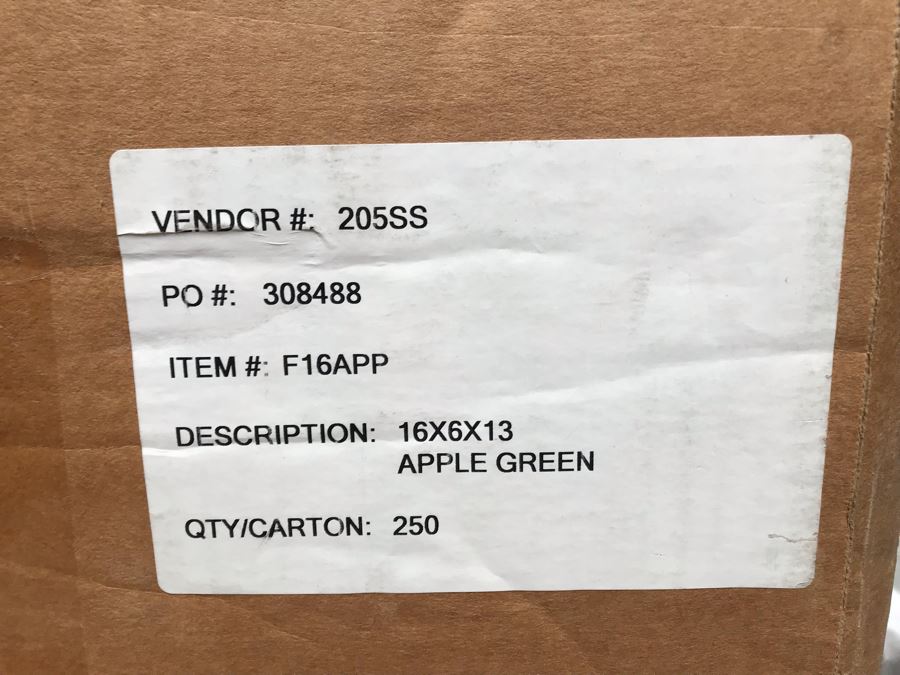 VENDOR #: 205SS
PO #: 308488
ITEM #: F16APP
DESCRIPTION: 16X6X13
APPLE GREEN
QTY/CARTON: 250